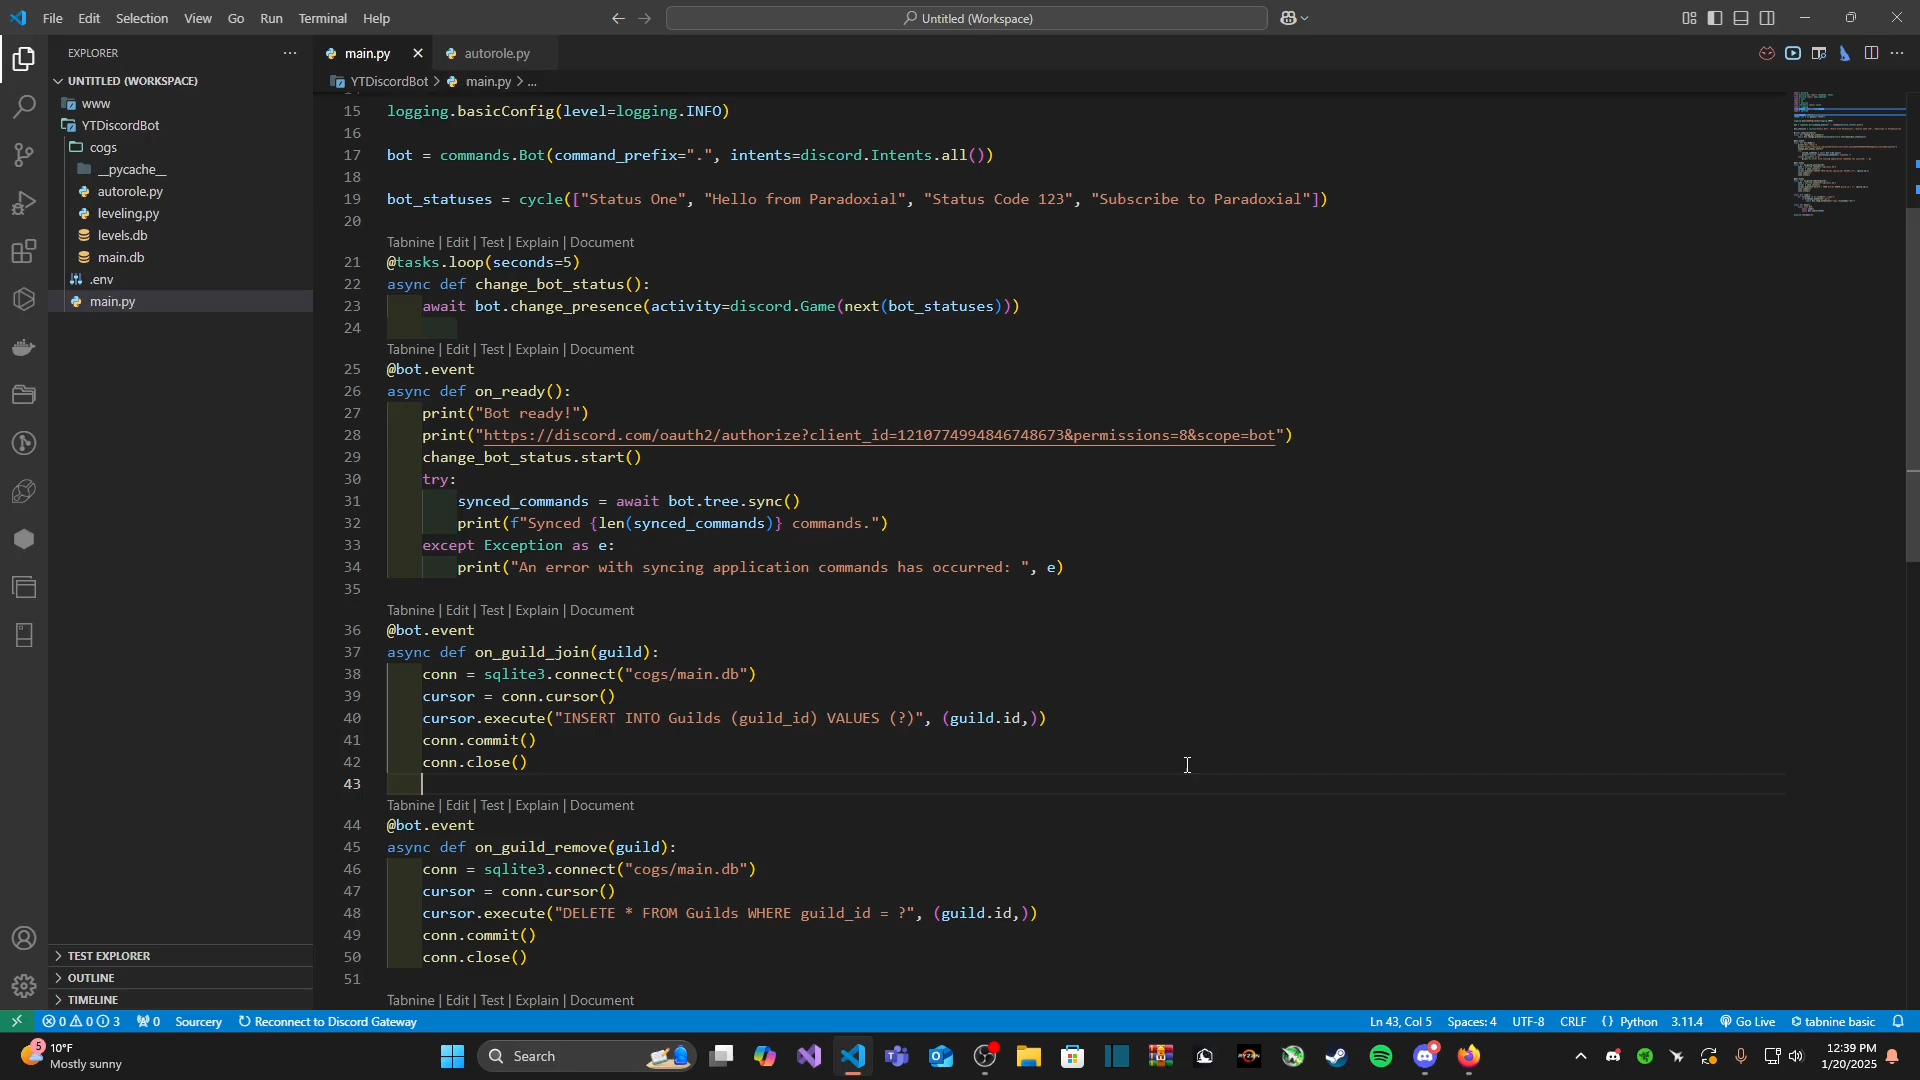 File Edit Selection View Go Run Terminal Help
Untitled (Workspace)
EXPLORER
UNTITLED (WORKSPACE)
www
YTDiscordBot
cogs
__pycache__
autorole.py
leveling.py
levels.db
main.db
.env
main.py
TEST EXPLORER
OUTLINE
TIMELINE
main.py
autorole.py
YTDiscordBot > main.py > ...
15 logging.basicConfig(level=logging.INFO)
16
17 bot = commands.Bot(command_prefix=".", intents=discord.Intents.all())
18
19 bot_statuses = cycle(["Status One", "Hello from Paradoxial", "Status Code 123", "Subscribe to Paradoxial"])
20
Tabnine | Edit | Test | Explain | Document
21 @tasks.loop(seconds=5)
22 async def change_bot_status():
23 await bot.change_presence(activity=discord.Game(next(bot_statuses)))
24
Tabnine | Edit | Test | Explain | Document
25 @bot.event
26 async def on_ready():
27 print("Bot ready!")
28 print("https://discord.com/oauth2/authorize?client_id=1210774994846748673&permissions=8&scope=bot")
29 change_bot_status.start()
30 try:
31 synced_commands = await bot.tree.sync()
32 print(f"Synced {len(synced_commands)} commands.")
33 except Exception as e:
34 print("An error with syncing application commands has occurred: ", e)
35
Tabnine | Edit | Test | Explain | Document
36 @bot.event
37 async def on_guild_join(guild):
38 conn = sqlite3.connect("cogs/main.db")
39 cursor = conn.cursor()
40 cursor.execute("INSERT INTO Guilds (guild_id) VALUES (?)", (guild.id,))
41 conn.commit()
42 conn.close()
43
Tabnine | Edit | Test | Explain | Document
44 @bot.event
45 async def on_guild_remove(guild):
46 conn = sqlite3.connect("cogs/main.db")
47 cursor = conn.cursor()
48 cursor.execute("DELETE * FROM Guilds WHERE guild_id = ?", (guild.id,))
49 conn.commit()
50 conn.close()
51
Tabnine | Edit | Test | Explain | Document
0 0 3 0 Sourcery Reconnect to Discord Gateway
Ln 43, Col 5 Spaces: 4 UTF-8 CRLF {} Python 3.11.4 Go Live tabnine basic
5 10°F
Mostly sunny
Search
12:39 PM
1/20/2025